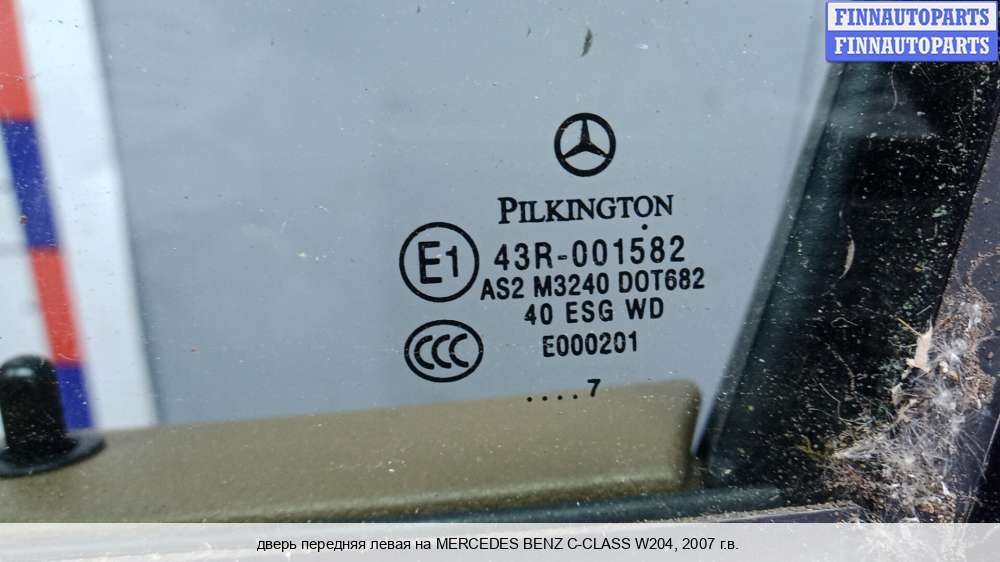 FINNAUTOPARTS
FINNAUTOPARTS
PILKINGTON
E1
43R-001582
AS2 M3240 DOT682
40 ESG WD
CCC
E000201
....7
дверь передняя левая на MERCEDES BENZ C-CLASS W204, 2007 г.в.